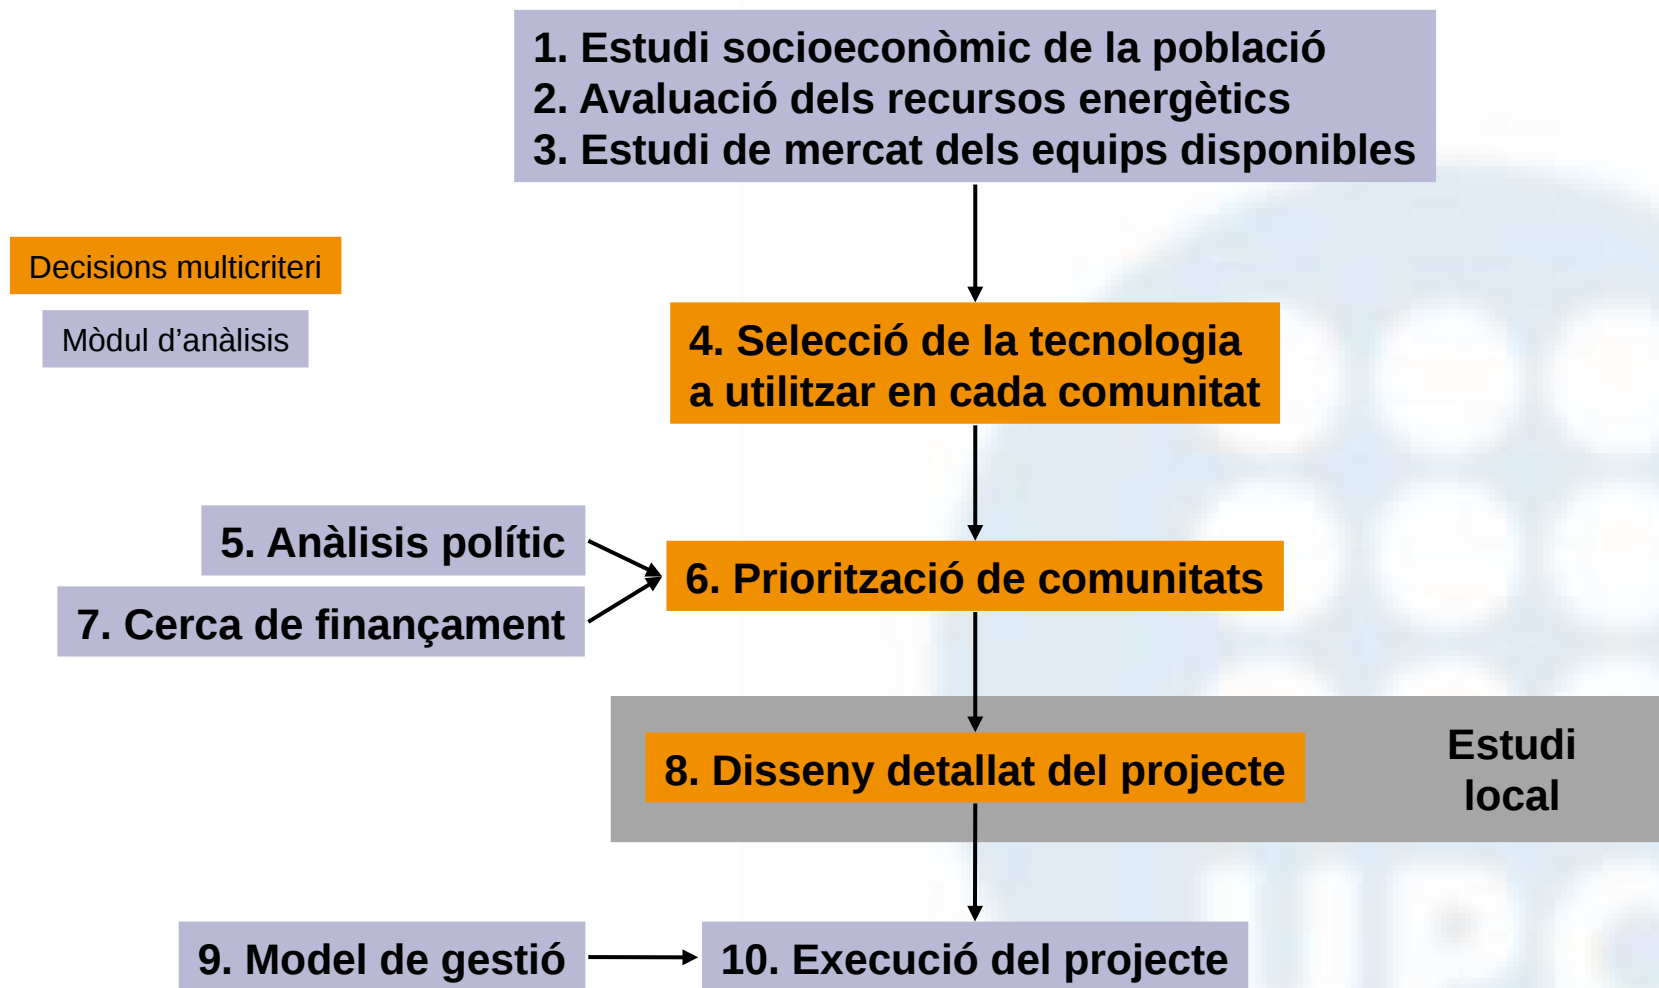 1. Estudi socioeconòmic de la població
2. Avaluació dels recursos energètics
3. Estudi de mercat dels equips disponibles
Decisions multicriteri
Mòdul d’anàlisis
4. Selecció de la tecnologia
a utilitzar en cada comunitat
5. Anàlisis polític
6. Priorització de comunitats
7. Cerca de finançament
8. Disseny detallat del projecte
Estudi
local
9. Model de gestió
10. Execució del projecte
UPC